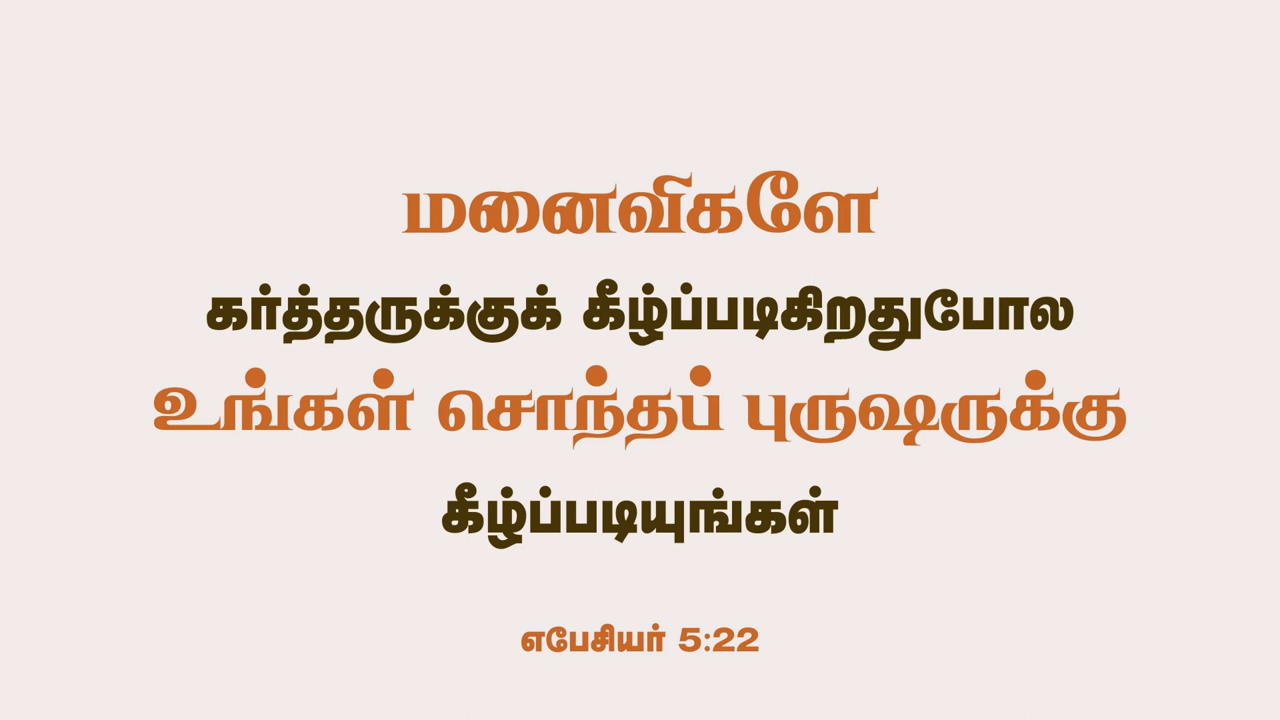 மனைவிகளே
கர்த்தருக்குக் கீழ்ப்படிகிறதுபோல
உங்கள் சொந்தப் புருஷருக்கு
கீழ்ப்படியுங்கள்
எபேசியர் 5:22